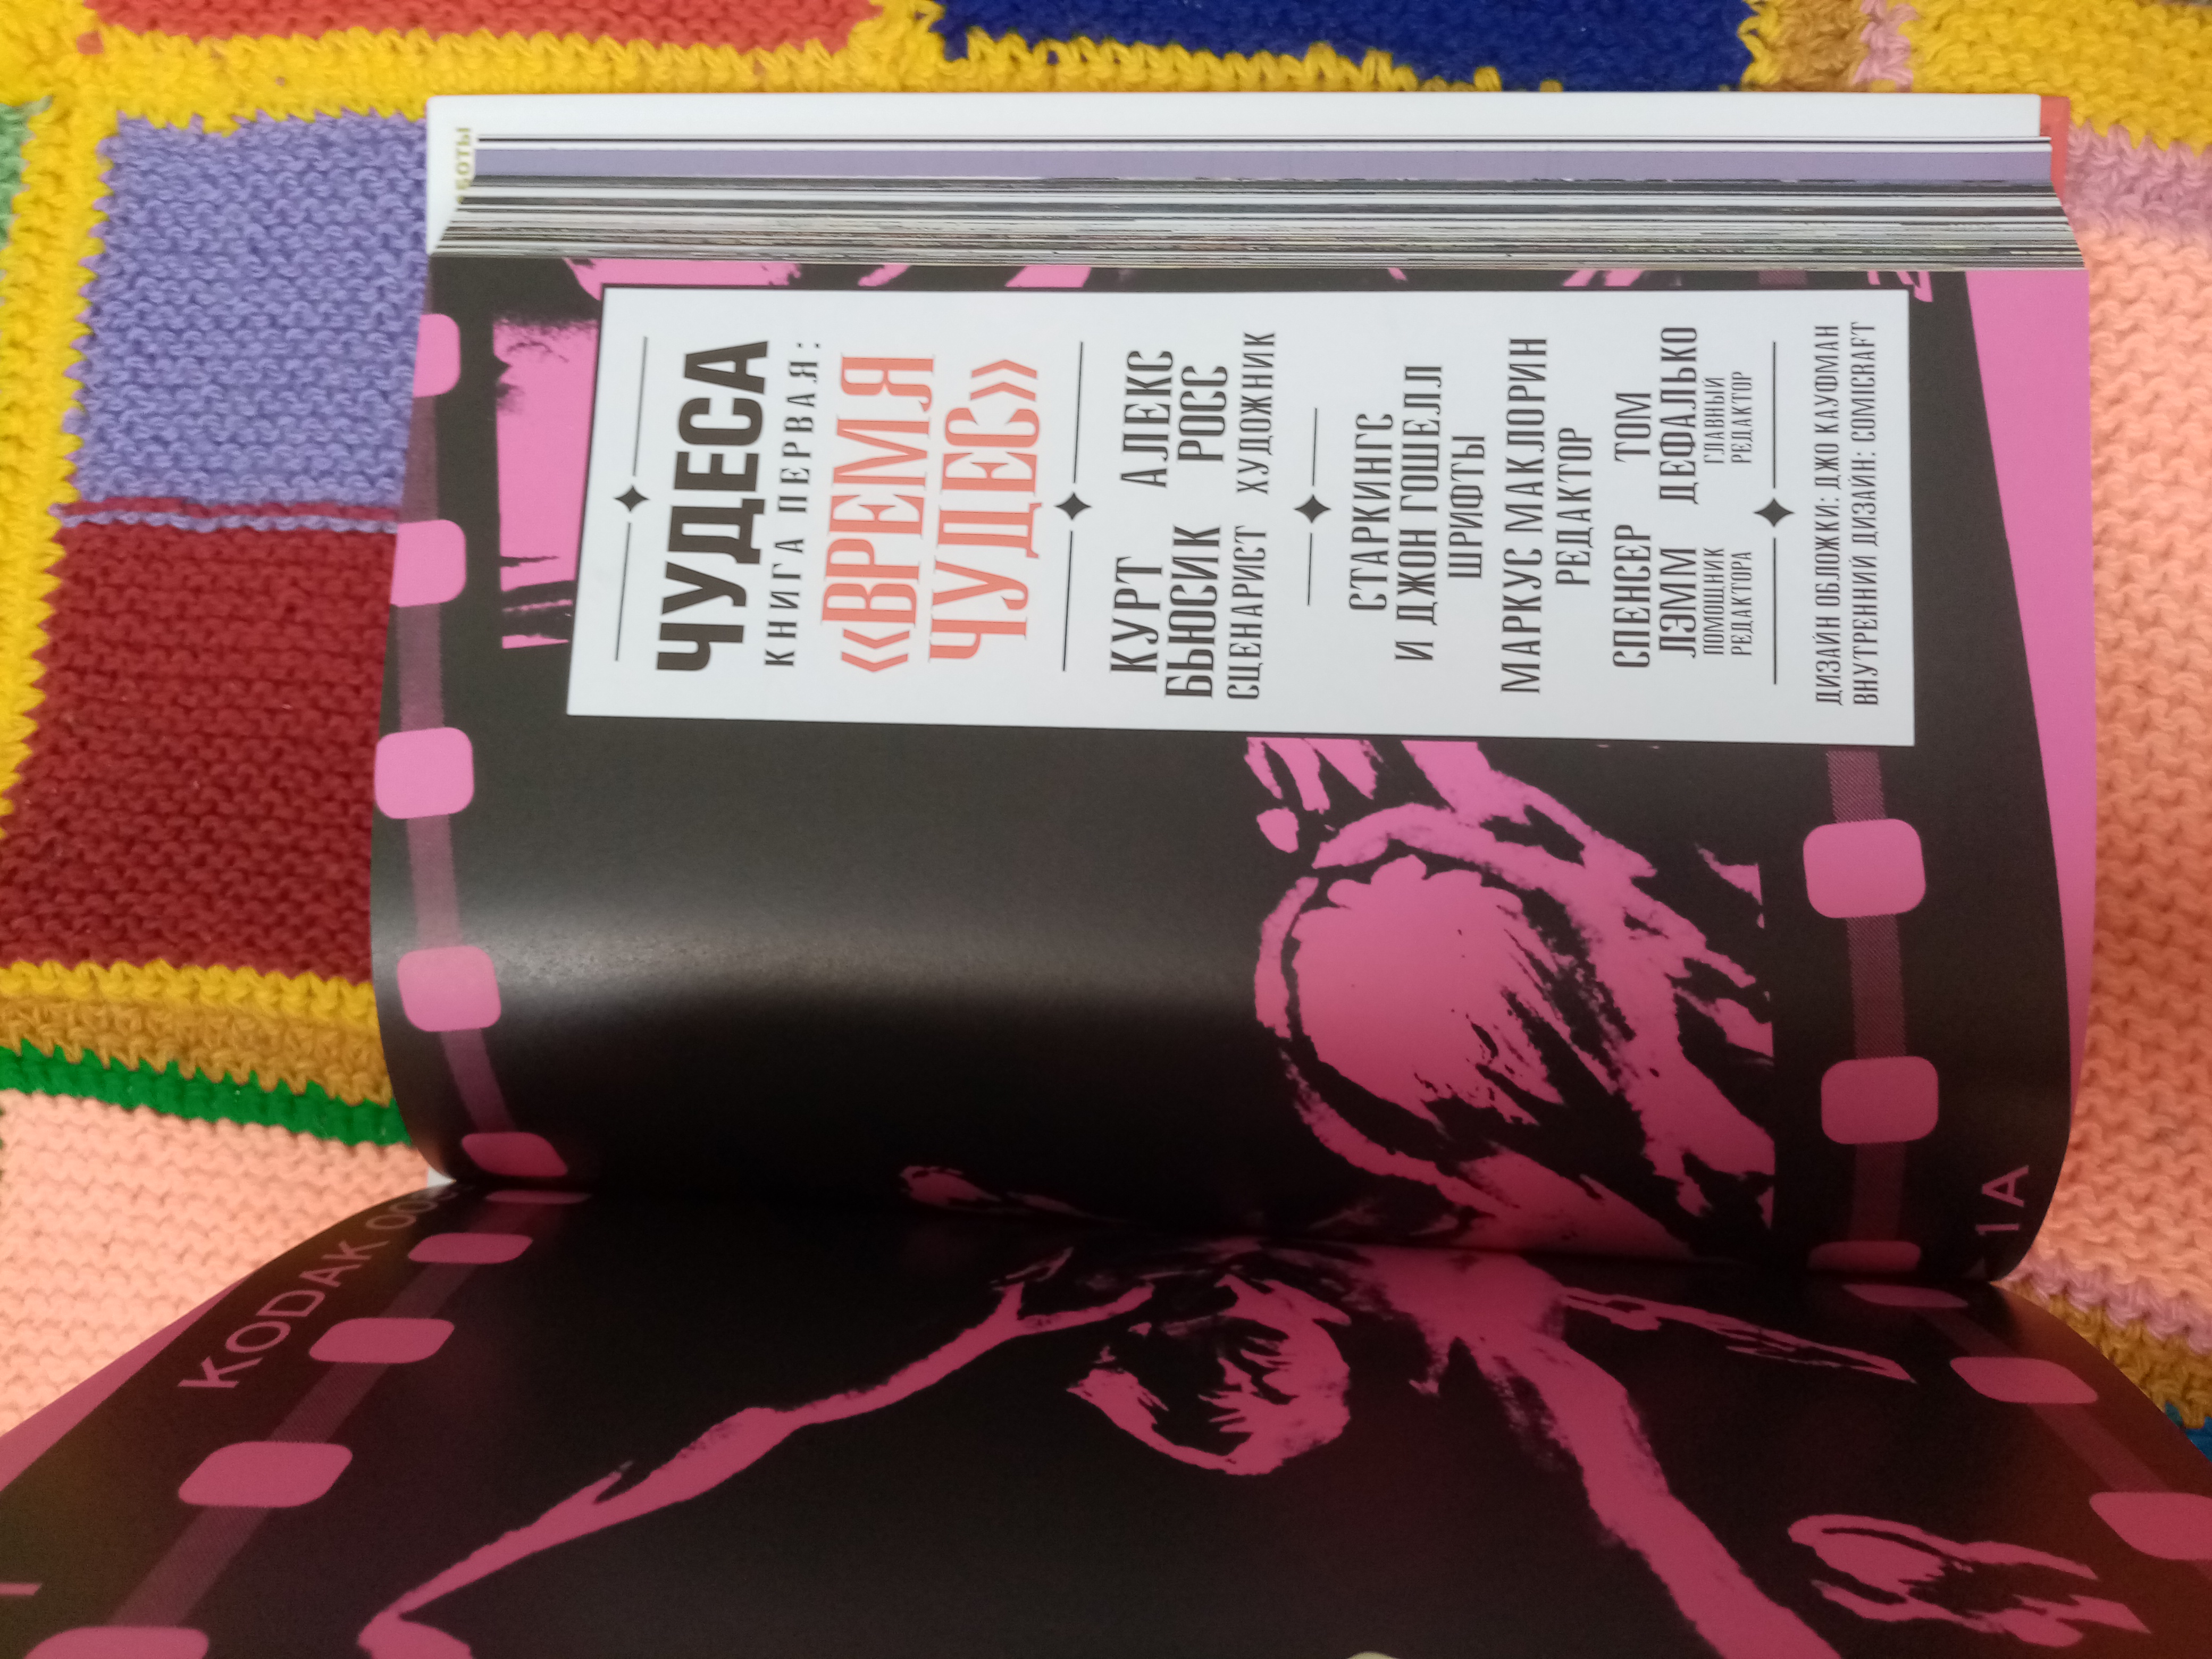 KODAK
ЧУДЕСА
КНИГА ПЕРВАЯ:
«ВРЕМЯ
ЧУДЕС»
КУРТ
БЬЮСИК
СЦЕНАРИСТ
АЛЕКС
РОСС
ХУДОЖНИК
СТАРКИНГС
И ДЖОН ГОШЕЛЛ
ШРИФТЫ
МАРКУС МАКЛОРИН
РЕДАКТОР
СПЕНСЕР
ЛЭММ
ПОМОЩНИК
РЕДАКТОРА
ТОМ
ДЕФАЛЬКО
ГЛАВНЫЙ
РЕДАКТОР
ДИЗАЙН ОБЛОЖКИ: ДЖО КАУФМАН
ВНУТРЕННИЙ ДИЗАЙН: COMICRAFT
1A